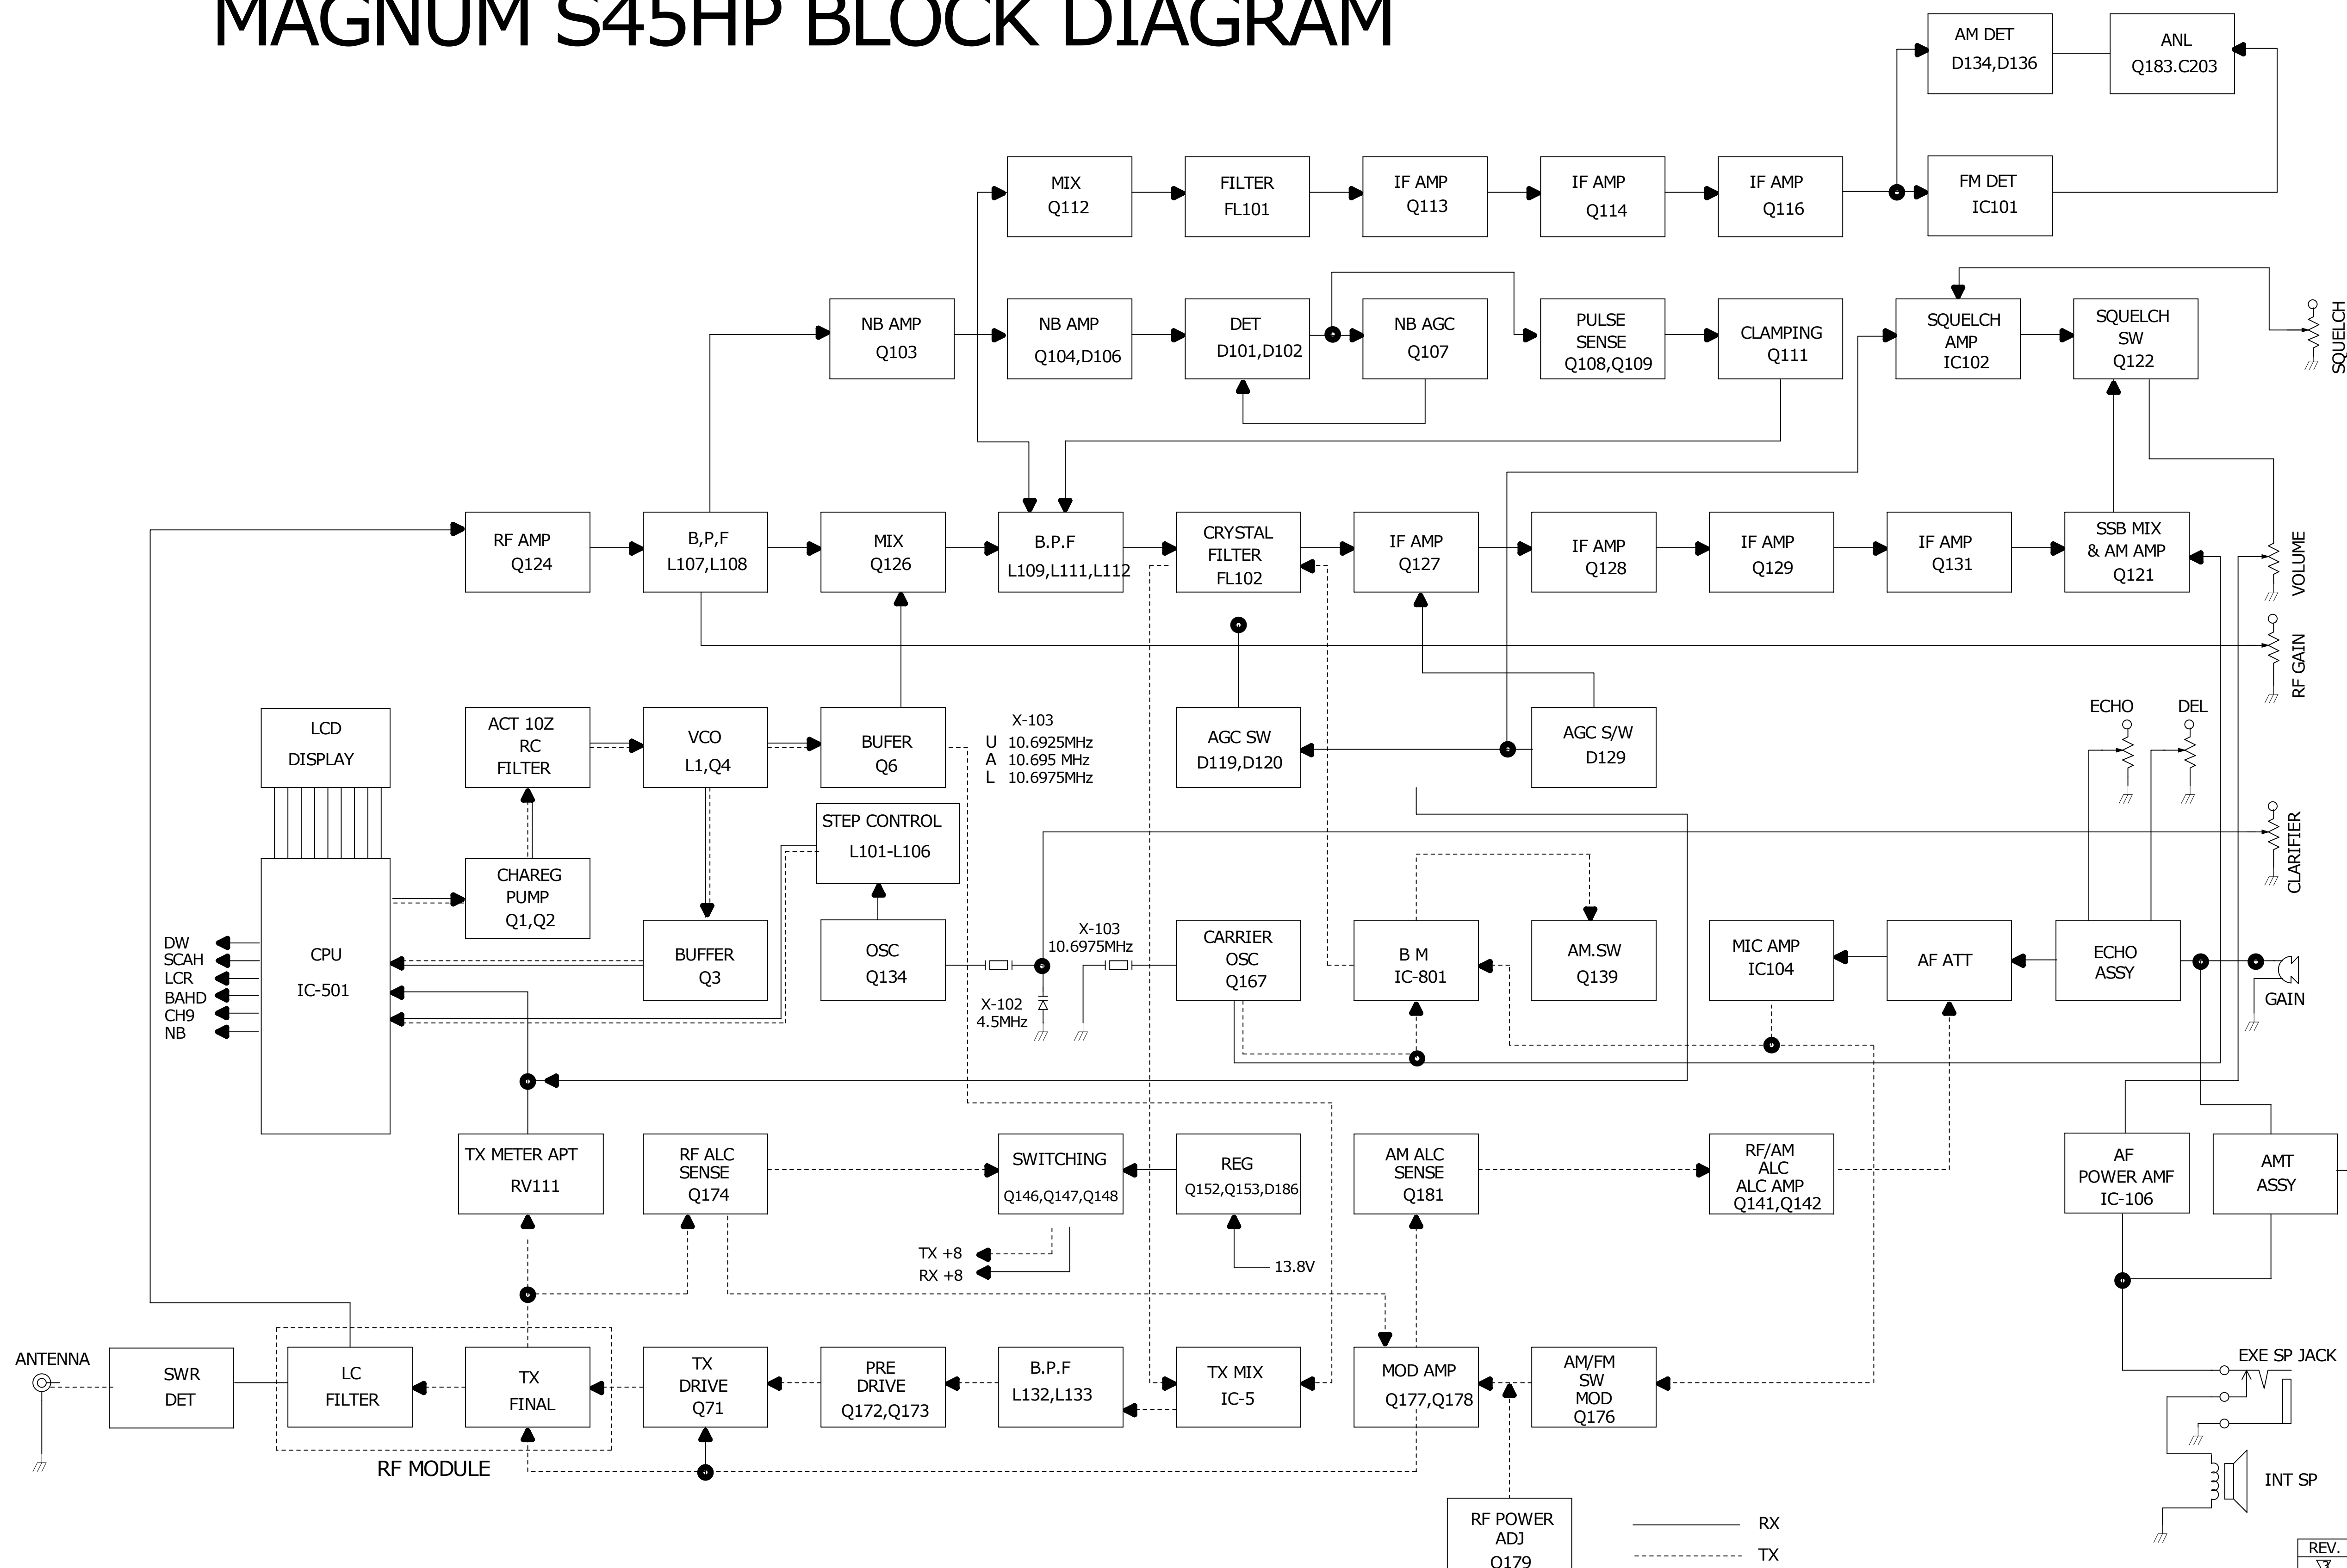 MAGNUM S45HP BLOCK DIAGRAM
AM DET
D134,D136
ANL
Q183.C203
MIX
Q112
FILTER
FL101
IF AMP
Q113
IF AMP
Q114
IF AMP
Q116
FM DET
IC101
NB AMP
Q103
NB AMP
Q104,D106
DET
D101,D102
NB AGC
Q107
PULSE
SENSE
Q108,Q109
CLAMPING
Q111
SQUELCH
AMP
IC102
SQUELCH
SW
Q122
SQUELCH
RF AMP
Q124
B,P,F
L107,L108
MIX
Q126
B.P.F
L109,L111,L112
CRYSTAL
FILTER
FL102
IF AMP
Q127
IF AMP
Q128
IF AMP
Q129
IF AMP
Q131
SSB MIX
& AM AMP
Q121
VOLUME
RF GAIN
LCD
DISPLAY
ACT 10Z
RC
FILTER
VCO
L1,Q4
BUFER
Q6
X-103
U 10.6925MHz
A 10.695 MHz
L 10.6975MHz
AGC SW
D119,D120
AGC S/W
D129
ECHO
DEL
STEP CONTROL
L101-L106
CLARIFIER
CHAREG
PUMP
Q1,Q2
CPU
IC-501
DW
SCAH
LCR
BAHD
CH9
NB
BUFFER
Q3
OSC
Q134
X-102
4.5MHz
X-103
10.6975MHz
CARRIER
OSC
Q167
B M
IC-801
AM.SW
Q139
MIC AMP
IC104
AF ATT
ECHO
ASSY
GAIN
TX METER APT
RV111
RF ALC
SENSE
Q174
SWITCHING
Q146,Q147,Q148
REG
Q152,Q153,D186
AM ALC
SENSE
Q181
RF/AM
ALC
ALC AMP
Q141,Q142
AF
POWER AMF
IC-106
AMT
ASSY
TX +8
RX +8
13.8V
ANTENNA
SWR
DET
LC
FILTER
TX
FINAL
TX
DRIVE
Q71
PRE
DRIVE
Q172,Q173
B.P.F
L132,L133
TX MIX
IC-5
MOD AMP
Q177,Q178
AM/FM
SW
MOD
Q176
EXE SP JACK
RF MODULE
INT SP
RF POWER
ADJ
Q179
RX
TX
REV.
3